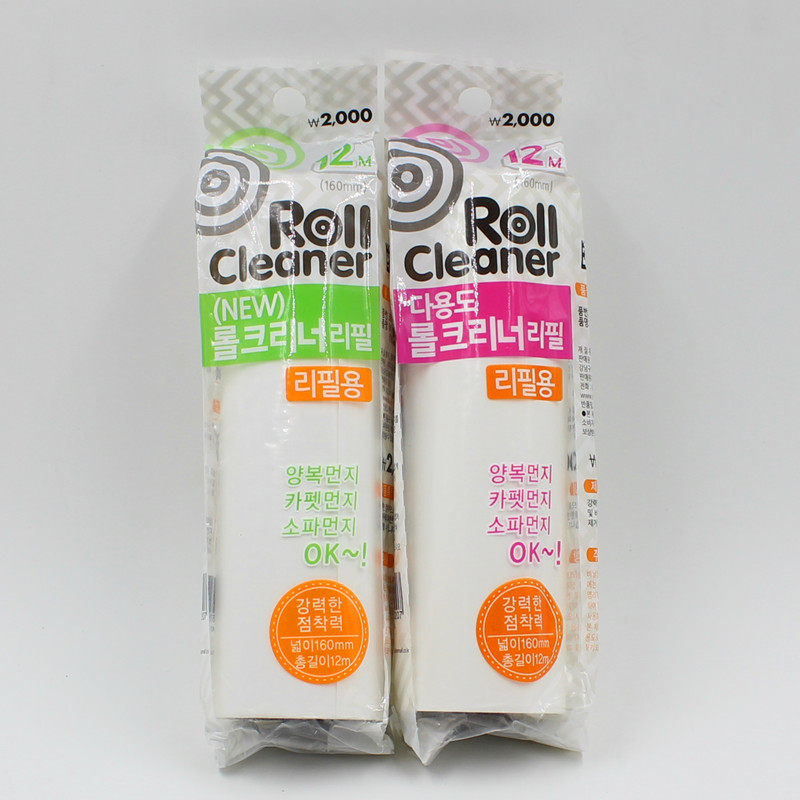 ₩2,000
12M
(160mm)
Roll
Cleaner
(NEW)
롤크리너리필
리필용
양복먼지
카펫먼지
소파먼지
OK~!
강력한
점착력
넓이160mm
총길이12m
₩2,000
12M
Roll
Cleaner
다용도
롤크리너리필
리필용
양복먼지
카펫먼지
소파먼지
OK~!
강력한
점착력
넓이160mm
총길이12m